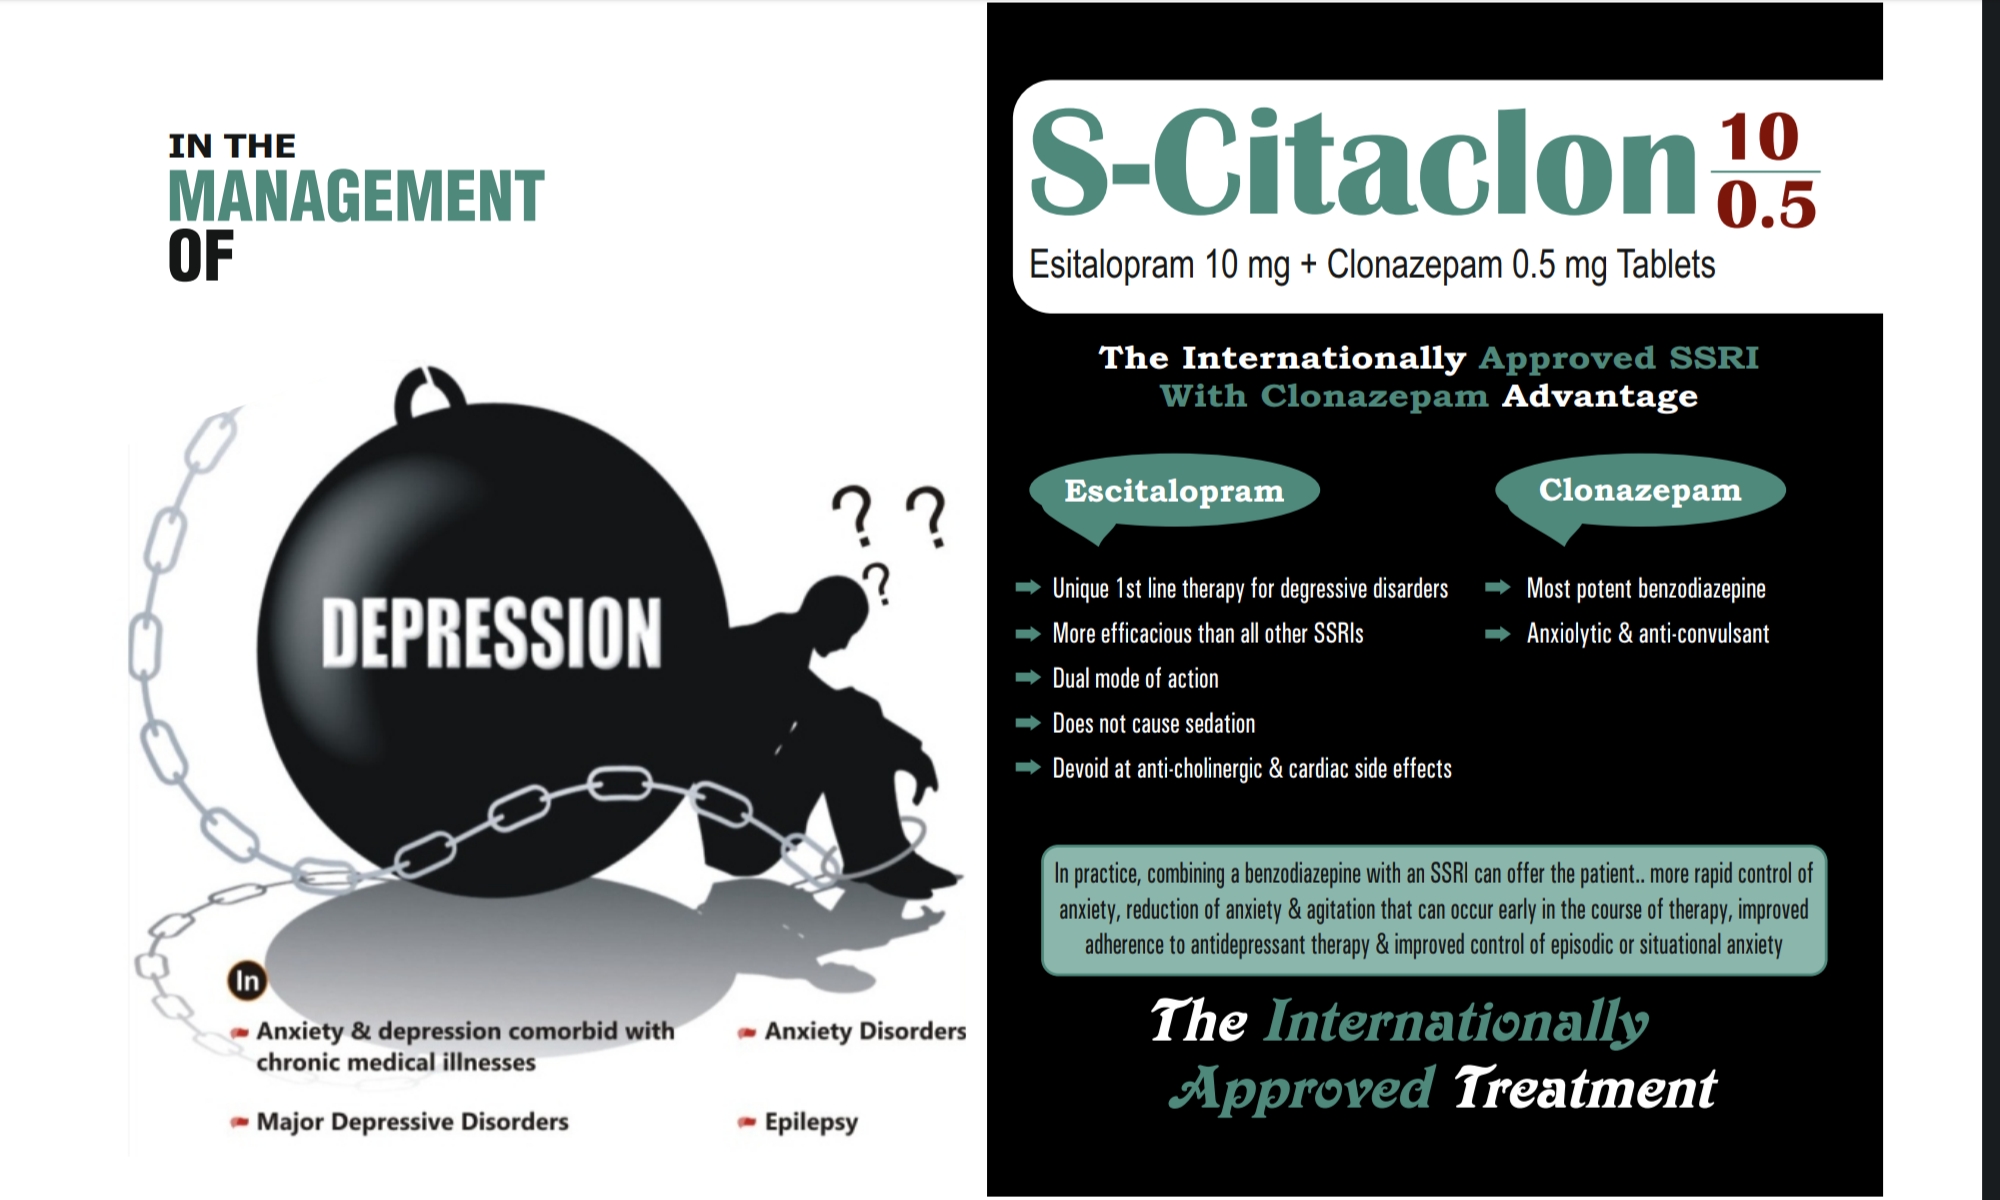 IN THE
MANAGEMENT
OF
? ?
?
DEPRESSION
In
Anxiety & depression comorbid with
chronic medical illnesses
Major Depressive Disorders
Anxiety Disorders
Epilepsy
S-Citaclon 10
0.5
Esitalopram 10 mg + Clonazepam 0.5 mg Tablets
The Internationally Approved SSRI
With Clonazepam Advantage
Escitalopram
Unique 1st line therapy for degressive disarders
More efficacious than all other SSRIs
Dual mode of action
Does not cause sedation
Devoid at anti-cholinergic & cardiac side effects
Clonazepam
Most potent benzodiazepine
Anxiolytic & anti-convulsant
In practice, combining a benzodiazepine with an SSRI can offer the patient.. more rapid control of
anxiety, reduction of anxiety & agitation that can occur early in the course of therapy, improved
adherence to antidepressant therapy & improved control of episodic or situational anxiety
The Internationally
Approved Treatment